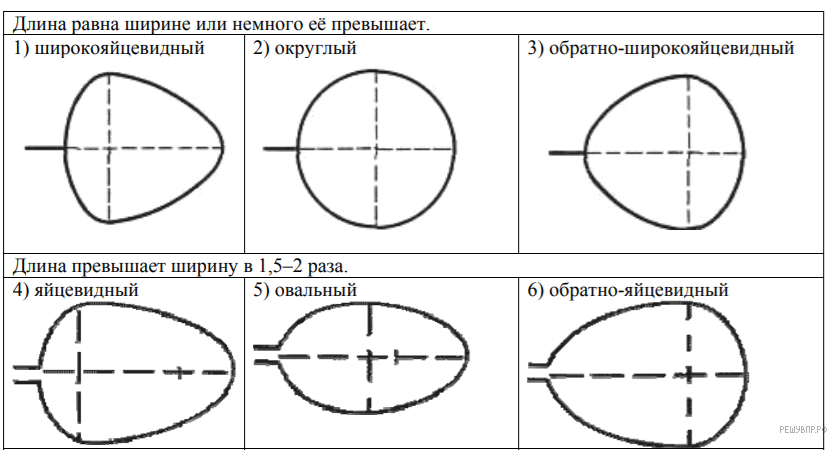 Длина равна ширине или немного её превышает.
1) широкояйцевидный
2) округлый
3) обратно-широкояйцевидный
Длина превышает ширину в 1,5–2 раза.
4) яйцевидный
5) овальный
6) обратно-яйцевидный
РЕШУВПР.РФ